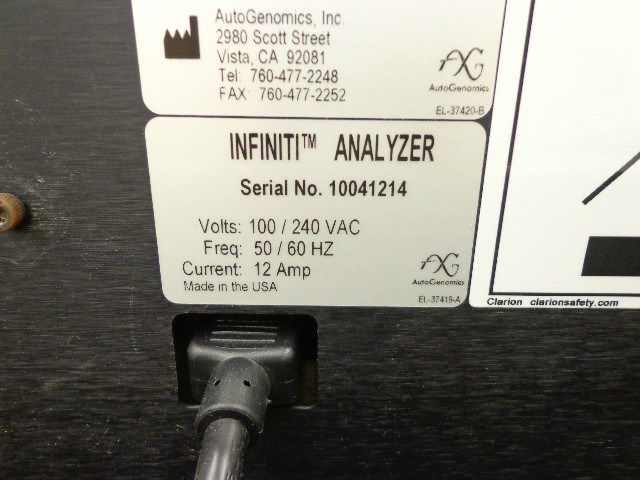 AutoGenomics, Inc.
2980 Scott Street
Vista, CA 92081
Tel: 760-477-2248
FAX: 760-477-2252
AutoGenomics
EL-37420-B
INFINITI™ ANALYZER
Serial No. 10041214
Volts: 100 / 240 VAC
Freq: 50 / 60 HZ
Current: 12 Amp
Made in the USA
AutoGenomics
EL-37419-A
Clarion clarionsafety.com